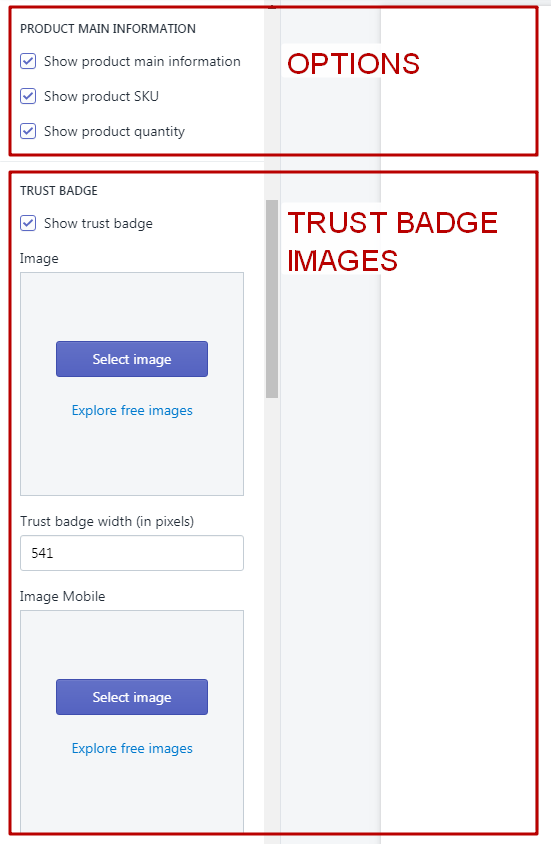 PRODUCT MAIN INFORMATION
Show product main information
Show product SKU
Show product quantity
OPTIONS
TRUST BADGE
Show trust badge
TRUST BADGE
IMAGES
Image
Select image
Explore free images
Trust badge width (in pixels)
541
Image Mobile
Select image
Explore free images